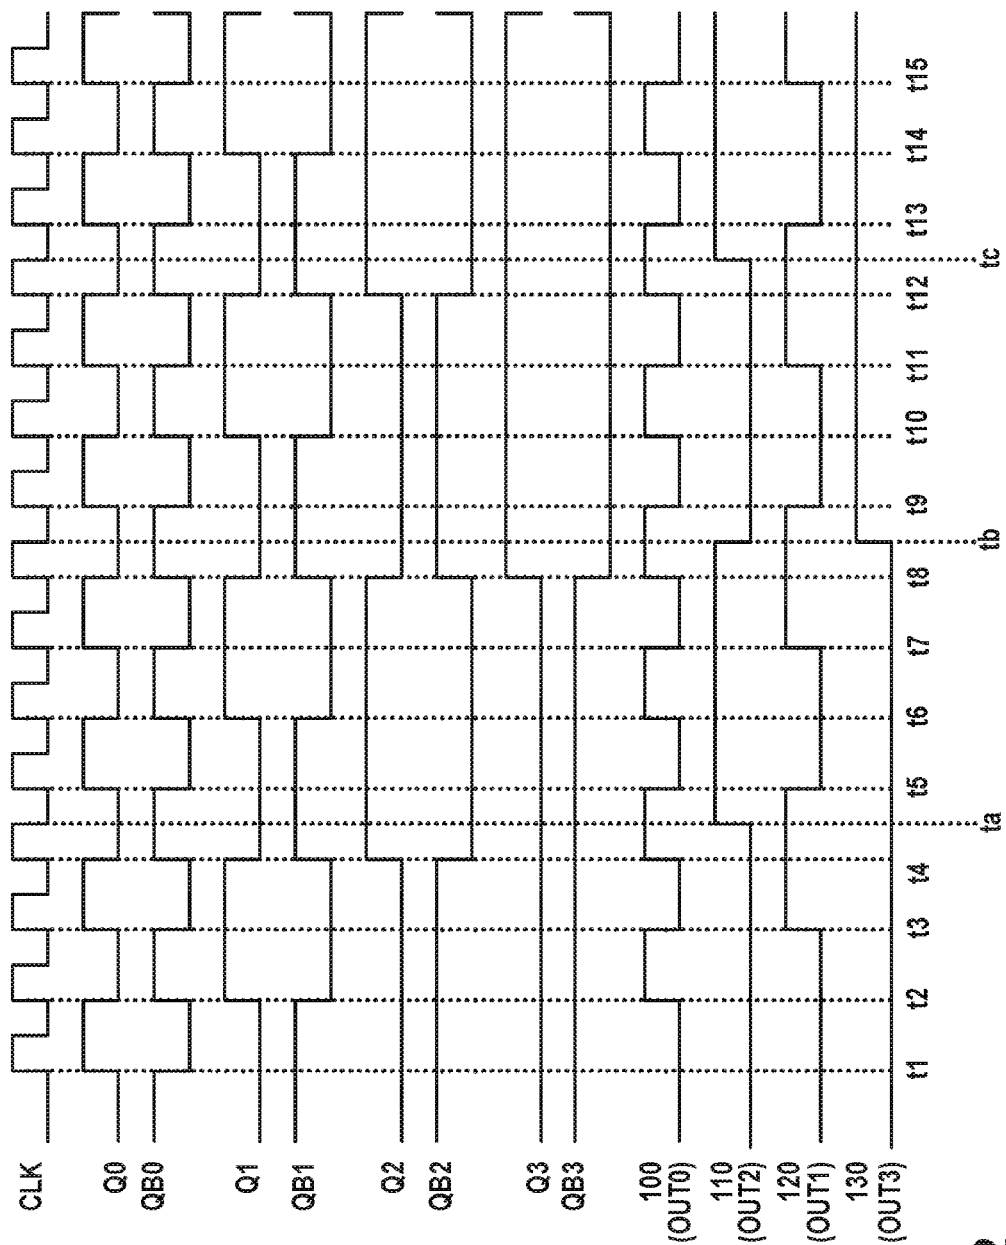 CLK
Q0
QB0
Q1
QB1
Q2
QB2
Q3
QB3
100
(OUT0)
110
(OUT2)
120
(OUT1)
130
(OUT3)
t1
t2
t3
t4
t5
t6
t7
t8
t9
t10
t11
t12
t13
t14
t15
ta
tb
tc